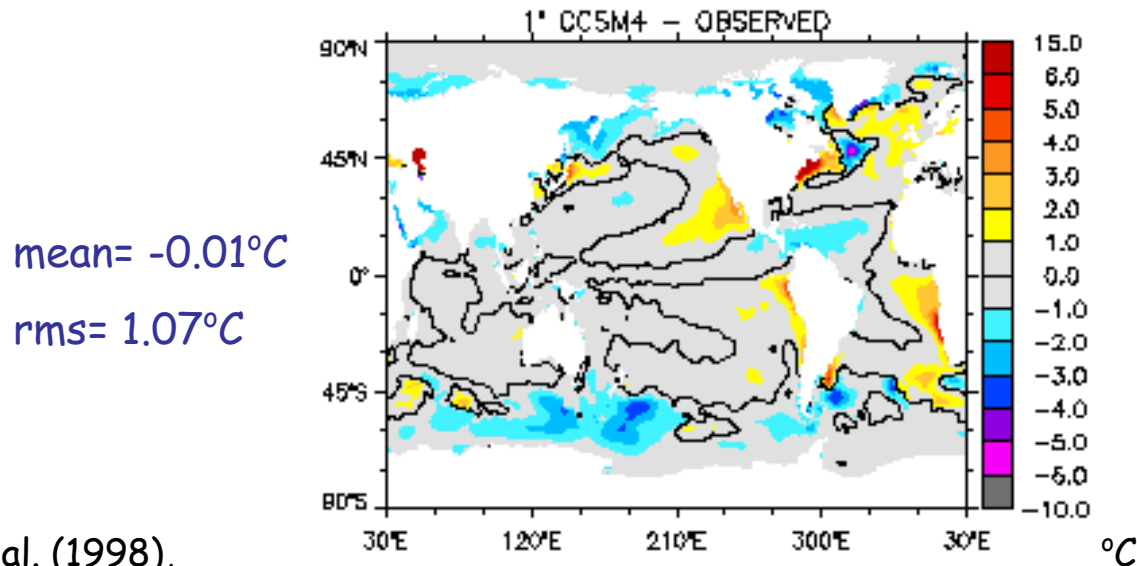 1° CCSM4 – OBSERVED
90°N
45°N
0°
45°S
90°S
30°E 120°E 210°E 300°E 30°E
15.0
6.0
5.0
4.0
3.0
2.0
1.0
0.0
-1.0
-2.0
-3.0
-4.0
-5.0
-6.0
-10.0
°C
mean= -0.01°C
rms= 1.07°C
al. (1998).